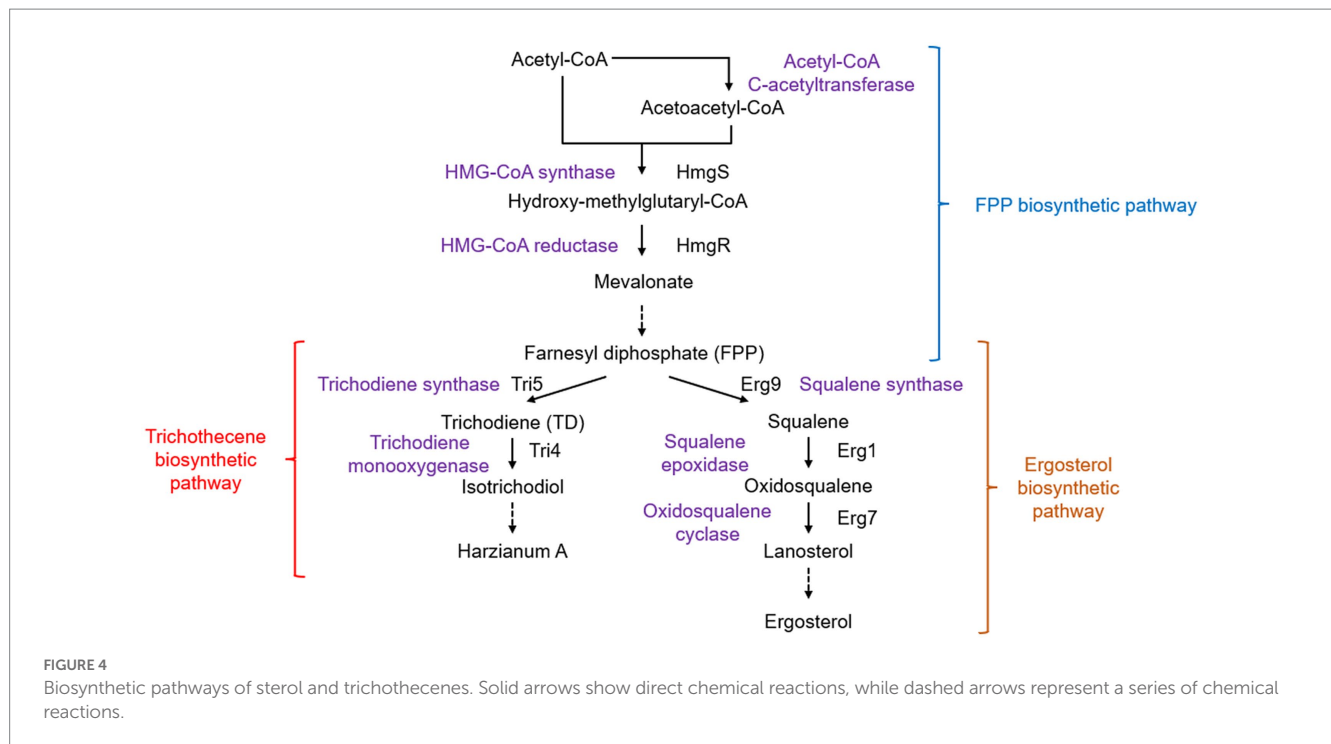 Acetyl-CoA
Acetyl-CoA
C-acetyltransferase
Acetoacetyl-CoA
HMG-CoA synthase
HmgS
Hydroxy-methylglutaryl-CoA
FPP biosynthetic pathway
HMG-CoA reductase
HmgR
Mevalonate
Farnesyl diphosphate (FPP)
Trichodiene synthase
Tri5
Erg9
Squalene synthase
Trichodiene (TD)
Squalene
Trichothecene
biosynthetic
pathway
Trichodiene
monooxygenase
Tri4
Squalene
epoxidase
Erg1
Ergosterol
biosynthetic
pathway
Isotrichodiol
Oxidosqualene
Oxidosqualene
cyclase
Erg7
Harzianum A
Lanosterol
Ergosterol
FIGURE 4
Biosynthetic pathways of sterol and trichothecenes. Solid arrows show direct chemical reactions, while dashed arrows represent a series of chemical
reactions.